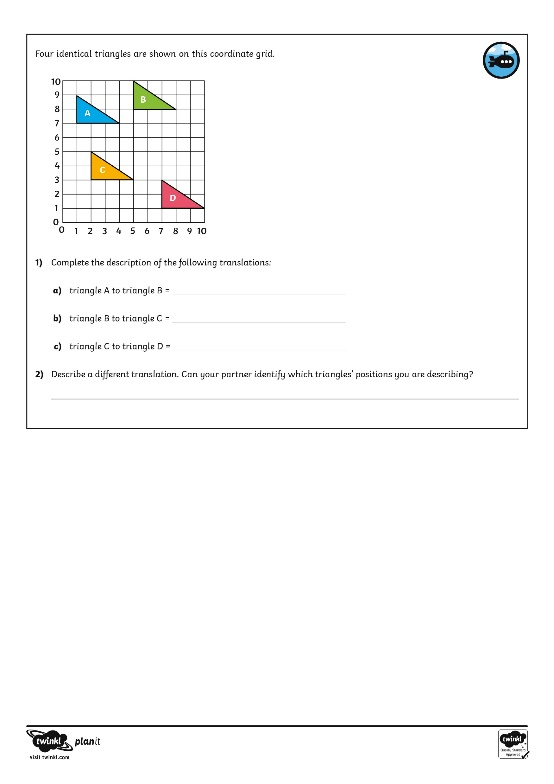 Four identical triangles are shown on this coordinate grid.
10
9
8
7
6
5
4
3
2
1
0
A
B
C
D
0 1 2 3 4 5 6 7 8 9 10
1) Complete the description of the following translations:
a) triangle A to triangle B =
b) triangle B to triangle C =
c) triangle C to triangle D =
2) Describe a different translation. Can your partner identify which triangles' positions you are describing?
twinkl planit
visit twinkl.com
twinkl